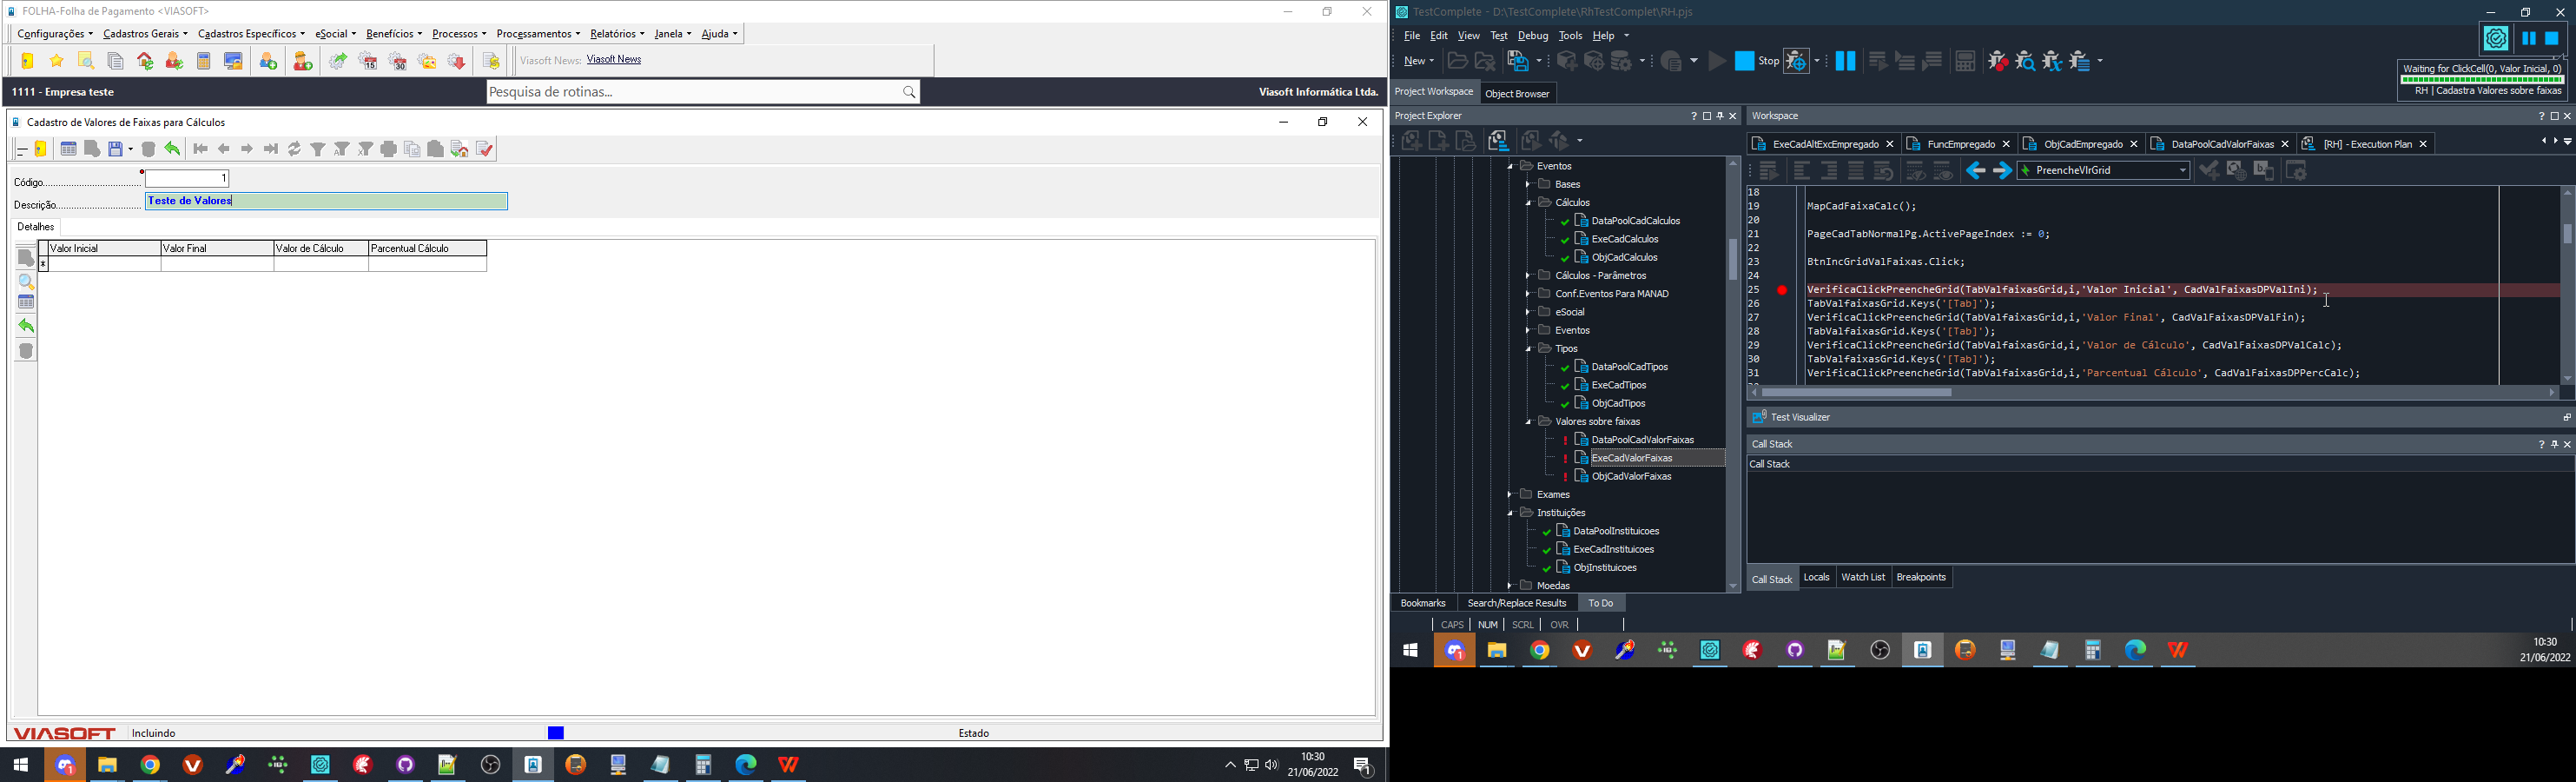 FOLHA-Folha de Pagamento <VIASOFT>
Configurações Cadastros Gerais Cadastros Específicos eSocial Benefícios Processos Processamentos Relatórios Janela Ajuda
Viasoft News: Viasoft News
1111 - Empresa teste
Pesquisa de rotinas...
Viasoft Informática Ltda.
Cadastro de Valores de Faixas para Cálculos
Código............................... 1
Descrição............................ Teste de Valores
Detalhes
Valor Inicial Valor Final Valor de Cálculo Parcentual Cálculo
VIASOFT Incluindo Estado
10:30
21/06/2022
TestComplete - D:\TestComplete\RhTestComplet\RH.pjs
File Edit View Test Debug Tools Help
New Stop
Waiting for ClickCell(0, Valor Inicial, 0)
RH | Cadastra Valores sobre faixas
Project Workspace Object Browser
Project Explorer
Eventos
Bases
Cálculos
DataPoolCadCalculos
ExeCadCalculos
ObjCadCalculos
Cálculos - Parâmetros
Conf.Eventos Para MANAD
eSocial
Eventos
Tipos
DataPoolCadTipos
ExeCadTipos
ObjCadTipos
Valores sobre faixas
DataPoolCadValorFaixas
ExeCadValorFaixas
ObjCadValorFaixas
Exames
Instituições
DataPoolInstituicoes
ExeCadInstituicoes
ObjInstituicoes
Moedas
Bookmarks Search/Replace Results To Do
CAPS NUM SCRL OVR
Workspace
ExeCadAltExcEmpregado FuncEmpregado ObjCadEmpregado DataPoolCadValorFaixas [RH] - Execution Plan
PreencheVlrGrid
18
19 MapCadFaixaCalc();
20
21 PageCadTabNormalPg.ActivePageIndex := 0;
22
23 BtnIncGridValFaixas.Click;
24
25 VerificaClickPreencheGrid(TabValfaixasGrid,i,'Valor Inicial', CadValFaixasDPValIni);
26 TabValfaixasGrid.Keys('[Tab]');
27 VerificaClickPreencheGrid(TabValfaixasGrid,i,'Valor Final', CadValFaixasDPValFin);
28 TabValfaixasGrid.Keys('[Tab]');
29 VerificaClickPreencheGrid(TabValfaixasGrid,i,'Valor de Cálculo', CadValFaixasDPValCalc);
30 TabValfaixasGrid.Keys('[Tab]');
31 VerificaClickPreencheGrid(TabValfaixasGrid,i,'Parcentual Cálculo', CadValFaixasDPPercCalc);
Test Visualizer
Call Stack
Call Stack
Call Stack Locals Watch List Breakpoints
10:30
21/06/2022